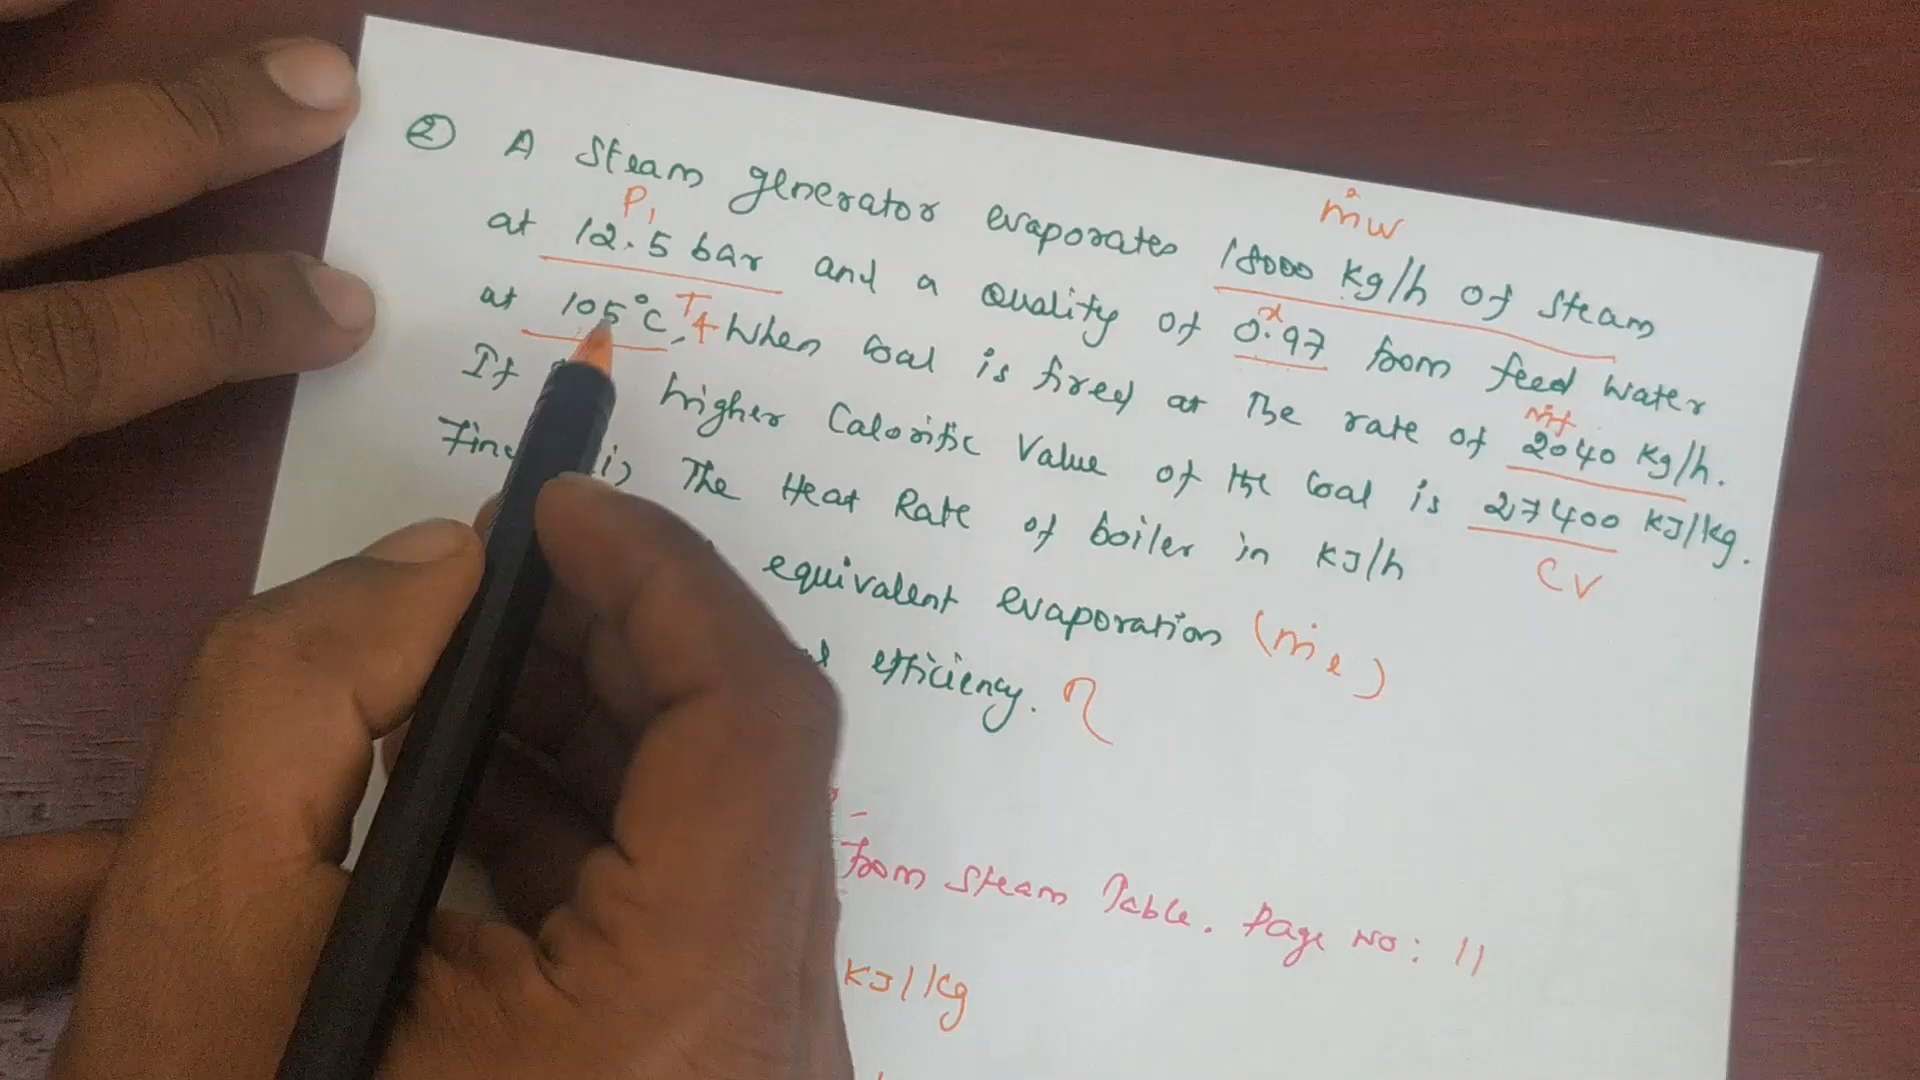 ② A Steam generator evaporates 18000 kg/h of steam
ṁw
P1
at 12.5 bar and a Quality of 0.97 from feed water
x
at 105°C, when coal is fired at the rate of 2040 kg/h.
T4
ṁf
If higher Calorific Value of the coal is 27400 kJ/kg.
CV
i) The Heat Rate of boiler in kJ/h
equivalent evaporation (ṁe)
efficiency. η
from steam Table. Page No: 11
kJ/kg